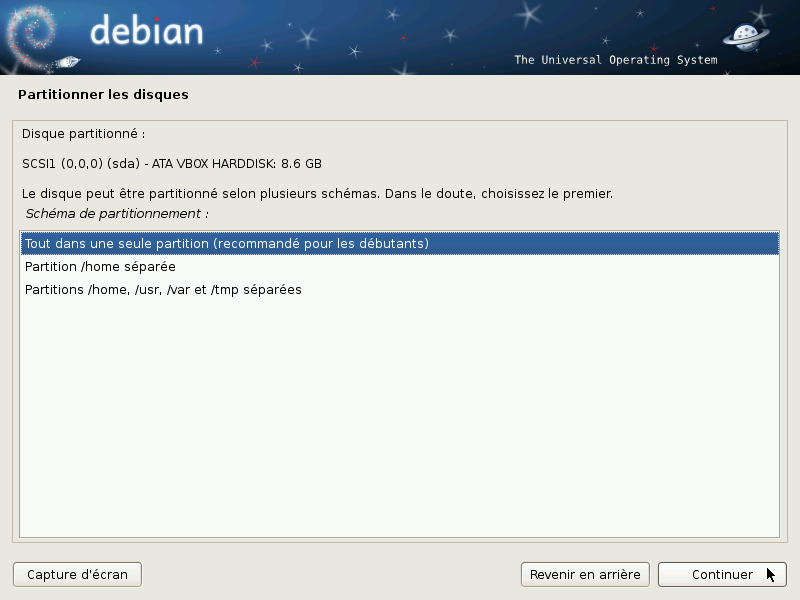 debian
The Universal Operating System
Partitionner les disques
Disque partitionné :
SCSI1 (0,0,0) (sda) - ATA VBOX HARDDISK: 8.6 GB
Le disque peut être partitionné selon plusieurs schémas. Dans le doute, choisissez le premier.
Schéma de partitionnement :
Tout dans une seule partition (recommandé pour les débutants)
Partition /home séparée
Partitions /home, /usr, /var et /tmp séparées
Capture d'écran
Revenir en arrière
Continuer